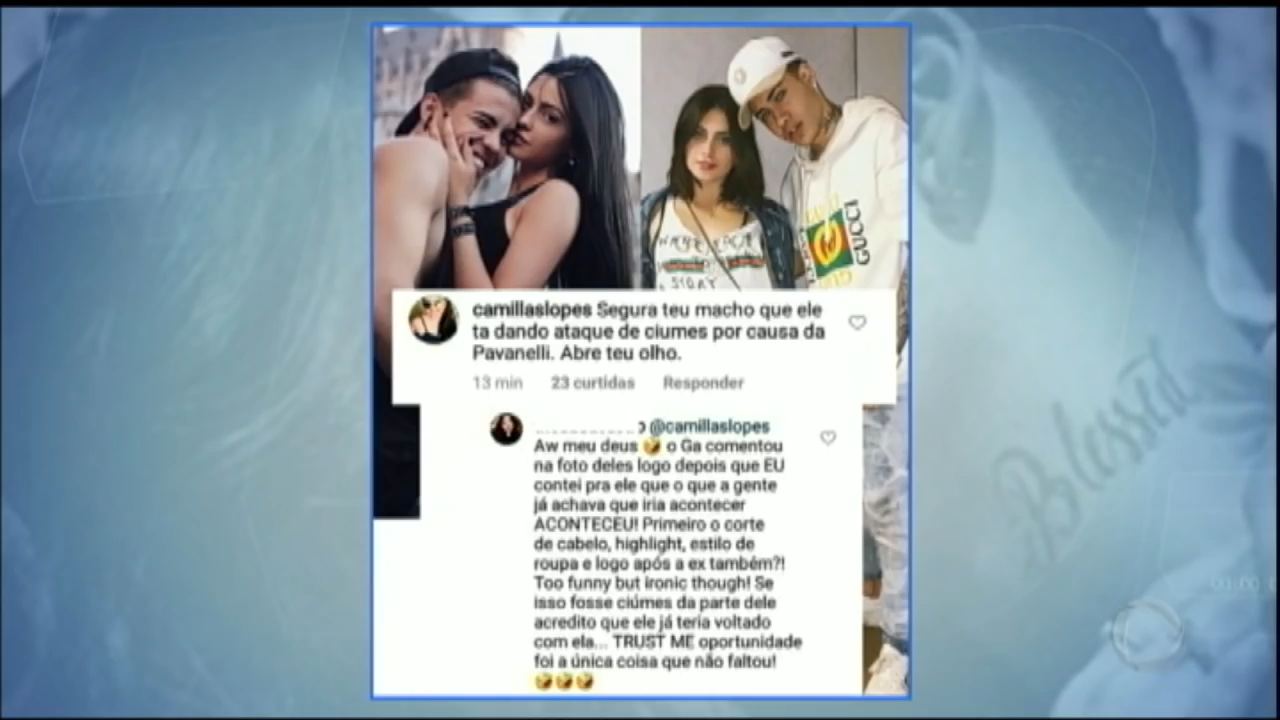 GUCCI
camillaslopes Segura teu macho que ele
ta dando ataque de ciumes por causa da
Pavanelli. Abre teu olho.
13 min 23 curtidas Responder
@camillaslopes
Aw meu deus 🤣 o Ga comentou
na foto deles logo depois que EU
contei pra ele que o que a gente
já achava que iria acontecer
ACONTECEU! Primeiro o corte
de cabelo, highlight, estilo de
roupa e logo após a ex também?!
Too funny but ironic though! Se
isso fosse ciúmes da parte dele
acredito que ele já teria voltado
com ela... TRUST ME oportunidade
foi a única coisa que não faltou!
🤣🤣🤣
Blessed